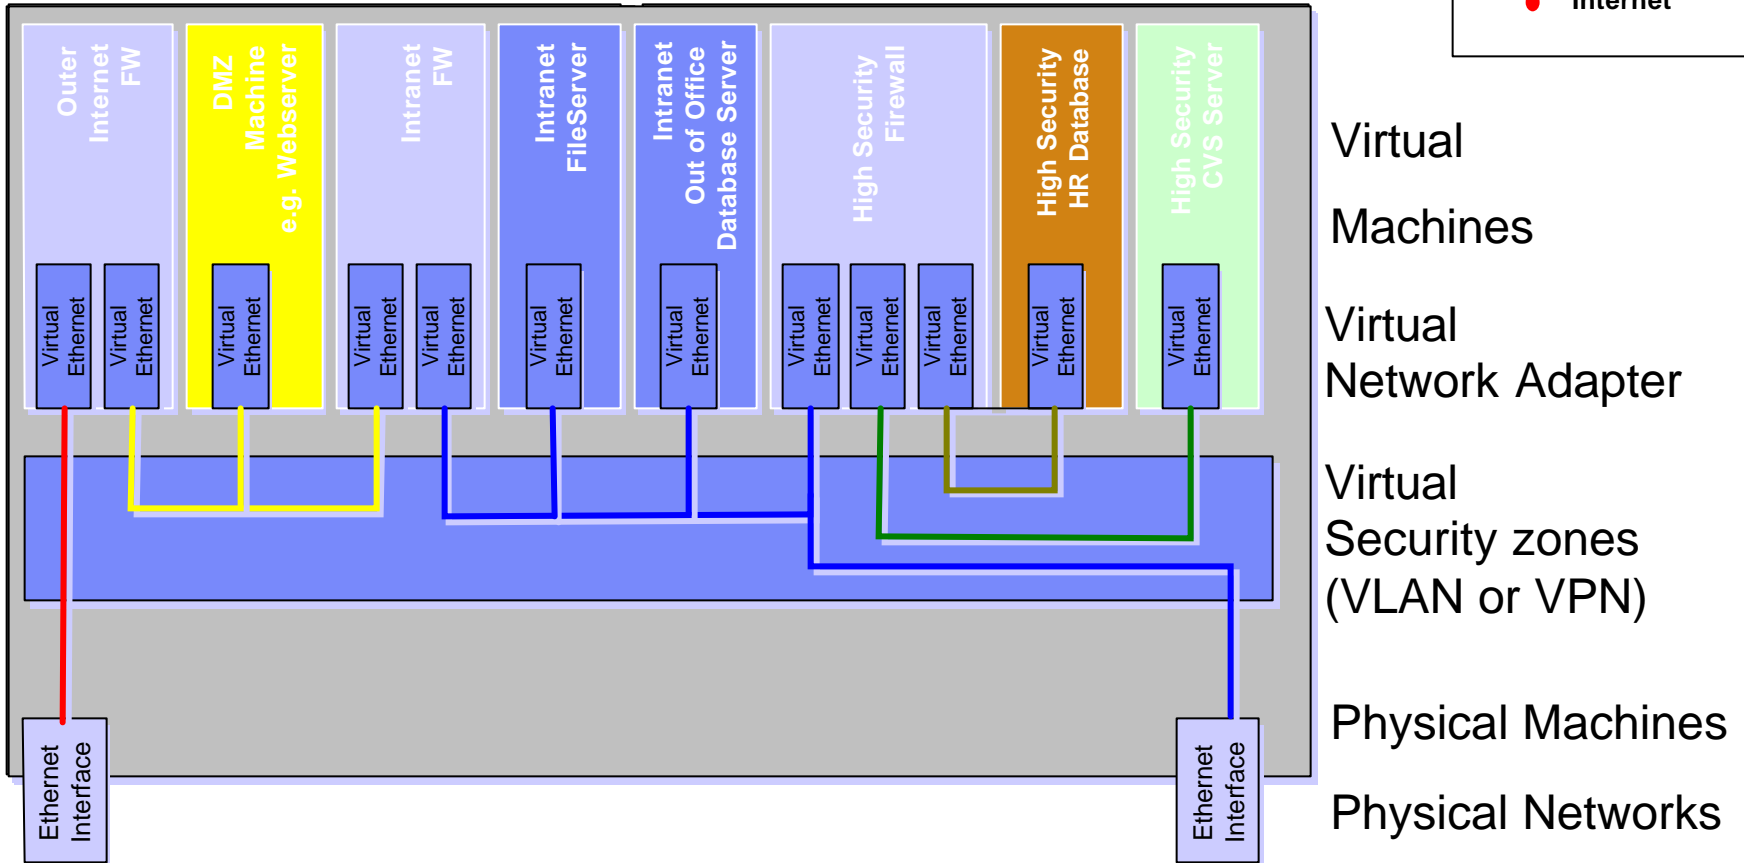 Internet
Outer
Internet
FW
DMZ
Machine
e.g. Webserver
Intranet
FW
Intranet
FileServer
Intranet
Out of Office
Database Server
High Security
Firewall
High Security
HR Database
High Security
CVS Server
Virtual
Machines
Virtual
Ethernet
Virtual
Ethernet
Virtual
Ethernet
Virtual
Ethernet
Virtual
Ethernet
Virtual
Ethernet
Virtual
Ethernet
Virtual
Ethernet
Virtual
Ethernet
Virtual
Ethernet
Virtual
Ethernet
Virtual
Ethernet
Virtual
Network Adapter
Virtual
Security zones
(VLAN or VPN)
Physical Machines
Ethernet
Interface
Ethernet
Interface
Physical Networks